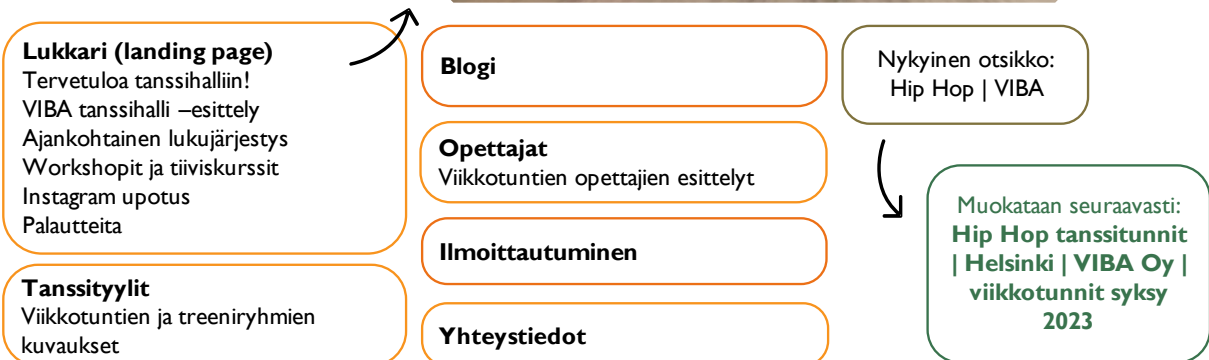 Lukkari (landing page)
Tervetuloa tanssihalliin!
VIBA tanssihalli –esittely
Ajankohtainen lukujärjestys
Workshopit ja tiiviskurssit
Instagram upotus
Palautteita
Tanssityylit
Viikkotuntien ja treeniryhmien
kuvaukset
Blogi
Opettajat
Viikkotuntien opettajien esittelyt
Ilmoittautuminen
Yhteystiedot
Nykyinen otsikko:
Hip Hop | VIBA
Muokataan seuraavasti:
Hip Hop tanssitunnit
| Helsinki | VIBA Oy |
viikkotunnit syksy
2023